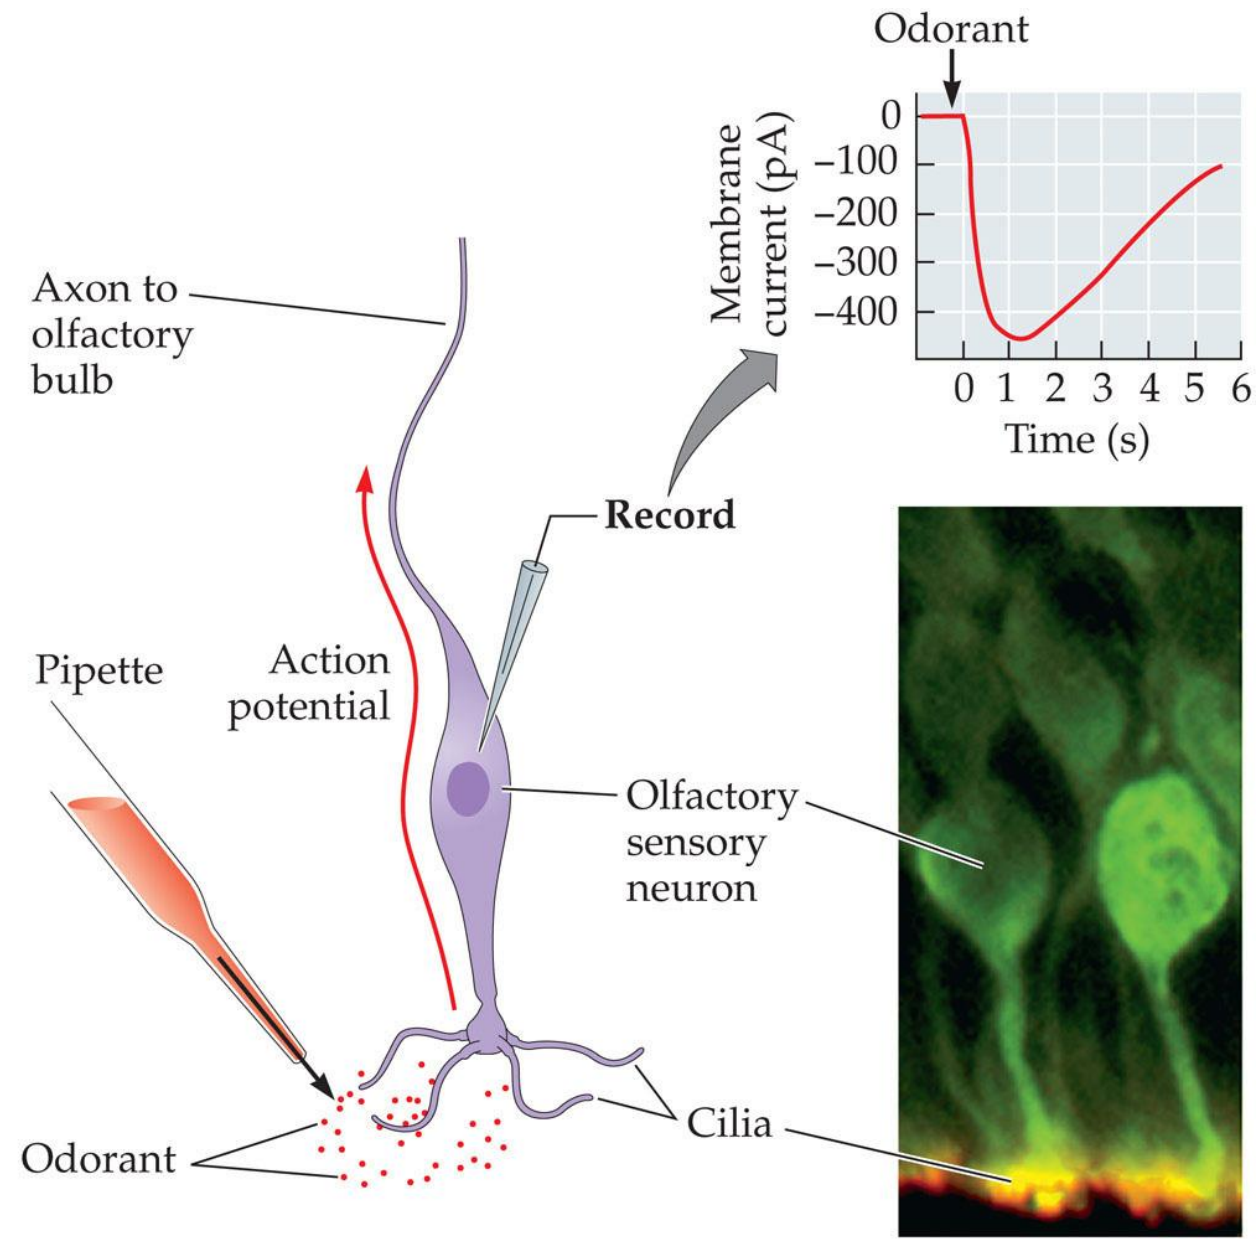 Odorant
Membrane
current (pA)
0
−100
−200
−300
−400
0 1 2 3 4 5 6
Time (s)
Axon to
olfactory
bulb
Record
Action
potential
Pipette
Olfactory
sensory
neuron
Cilia
Odorant